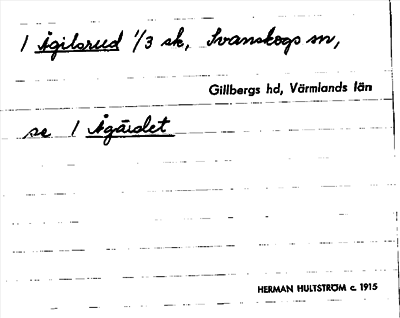 1 Ågilsrud 1/3 sk, Svanskogs sn,
Gillbergs hd, Värmlands län
se 1 Ågärdet
HERMAN HULTSTRÖM c. 1915